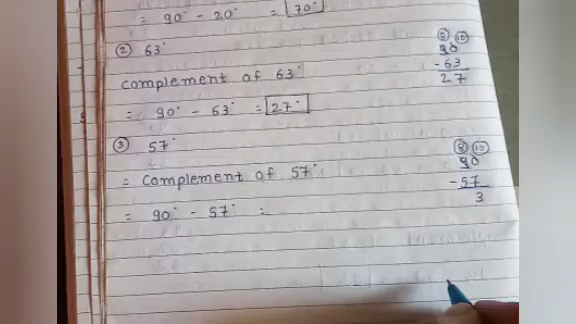 = 90° - 20° = 70°
② 63°
complement of 63°
= 90° - 63° = 27°
⑧ ⑩
90
- 63
27
③ 57°
= Complement of 57°
= 90° - 57° =
⑧ ⑩
90
- 57
3